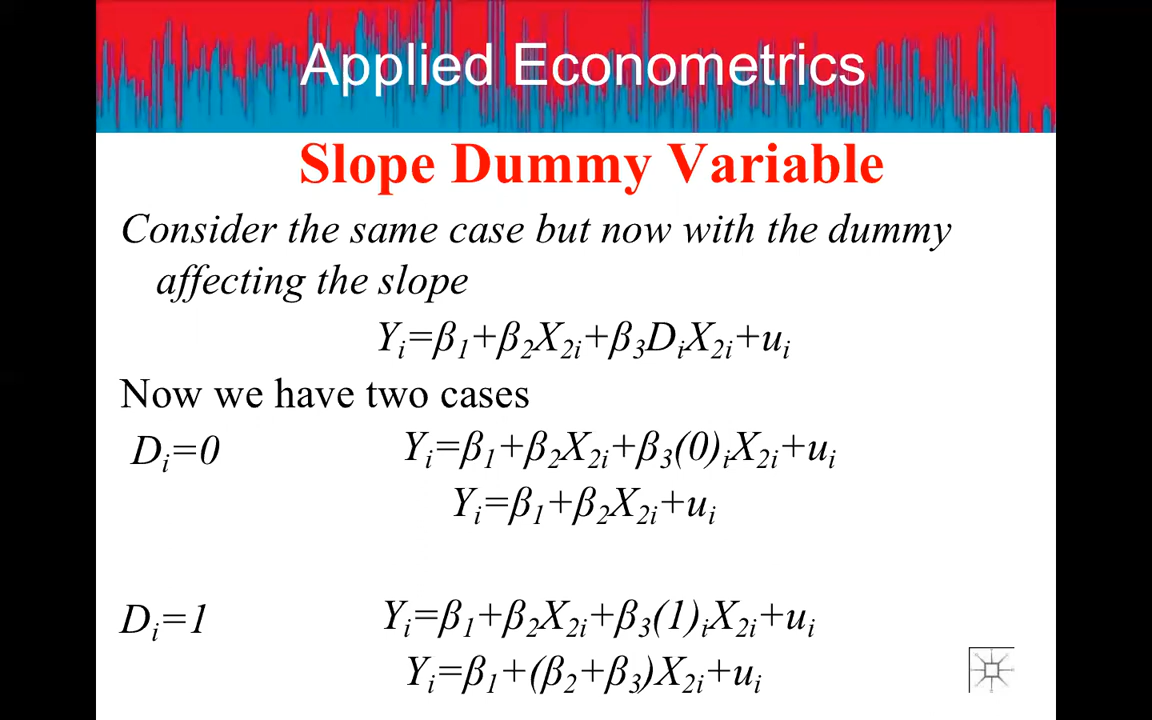 Applied Econometrics
Slope Dummy Variable
Consider the same case but now with the dummy
affecting the slope
Yᵢ=β₁+β₂X₂ᵢ+β₃DᵢX₂ᵢ+uᵢ
Now we have two cases
Dᵢ=0 Yᵢ=β₁+β₂X₂ᵢ+β₃(0)ᵢX₂ᵢ+uᵢ
Yᵢ=β₁+β₂X₂ᵢ+uᵢ
Dᵢ=1 Yᵢ=β₁+β₂X₂ᵢ+β₃(1)ᵢX₂ᵢ+uᵢ
Yᵢ=β₁+(β₂+β₃)X₂ᵢ+uᵢ